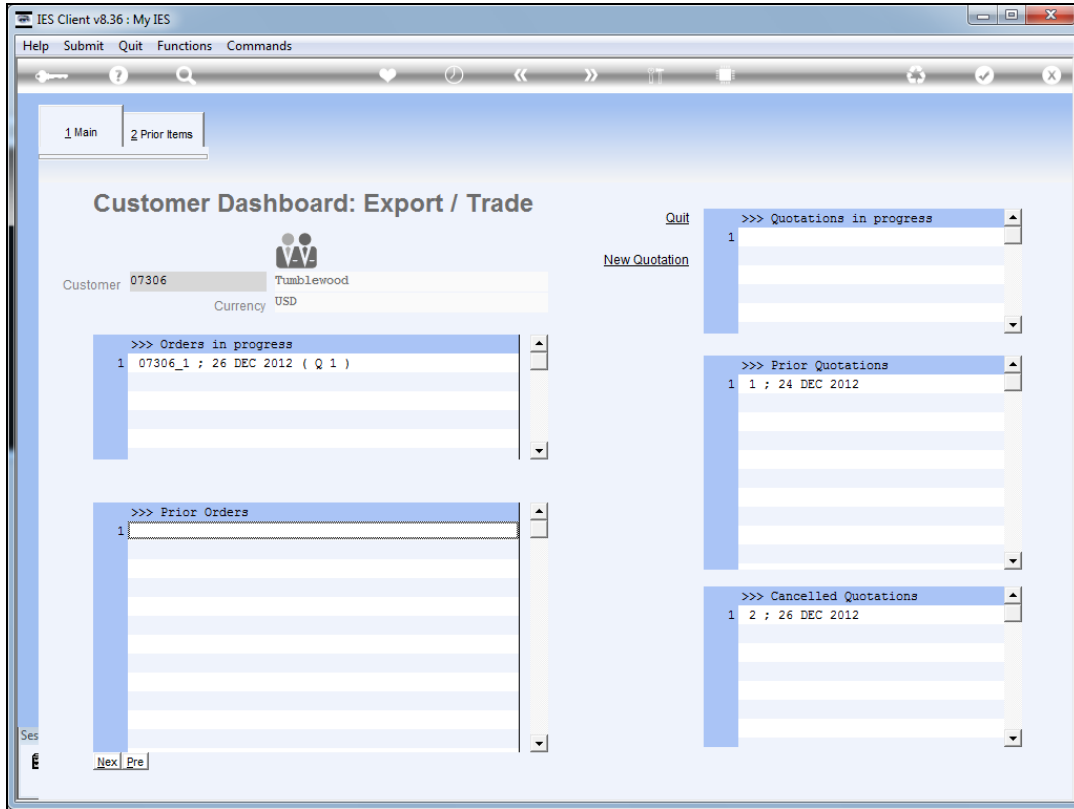 IES Client v8.36 : My IES
Help Submit Quit Functions Commands
1 Main
2 Prior Items
Customer Dashboard: Export / Trade
Customer 07306 Tumblewood
Currency USD
>>> Orders in progress
1 07306_1 ; 26 DEC 2012 ( Q 1 )
>>> Prior Orders
1
Nex Pre
Quit
New Quotation
>>> Quotations in progress
1
>>> Prior Quotations
1 1 ; 24 DEC 2012
>>> Cancelled Quotations
1 2 ; 26 DEC 2012
Ses